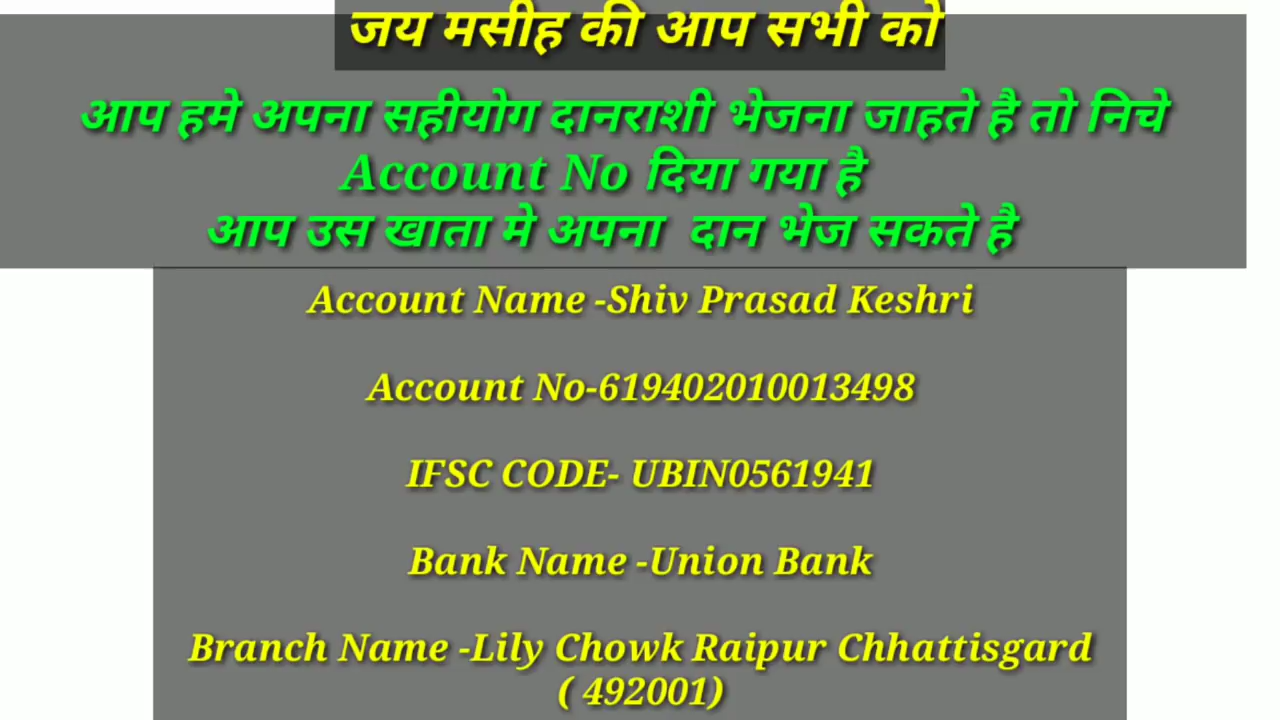 जय मसीह की आप सभी को
आप हमे अपना सहीयोग दानराशी भेजना जाहते है तो निचे
Account No दिया गया है
आप उस खाता मे अपना दान भेज सकते है
Account Name -Shiv Prasad Keshri
Account No-619402010013498
IFSC CODE- UBIN0561941
Bank Name -Union Bank
Branch Name -Lily Chowk Raipur Chhattisgard
( 492001)